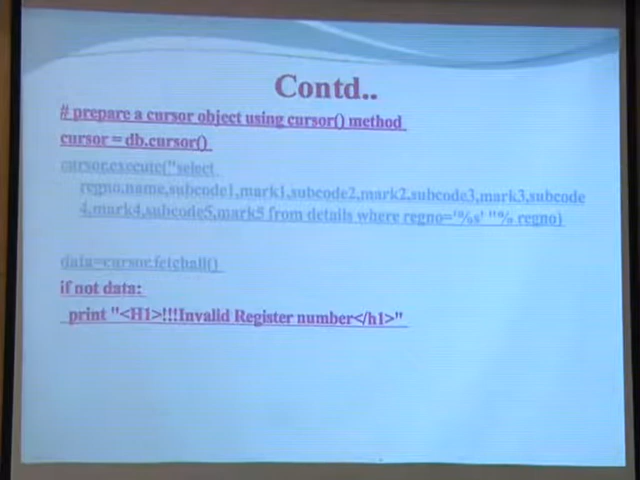 Contd..
# prepare a cursor object using cursor() method
cursor = db.cursor()
cursor.execute("select
regno,name,subcode1,mark1,subcode2,mark2,subcode3,mark3,subcode
4,mark4,subcode5,mark5 from details where regno='%s' "% regno)
data=cursor.fetchall()
if not data:
print "<H1>!!!Invalid Register number</h1>"